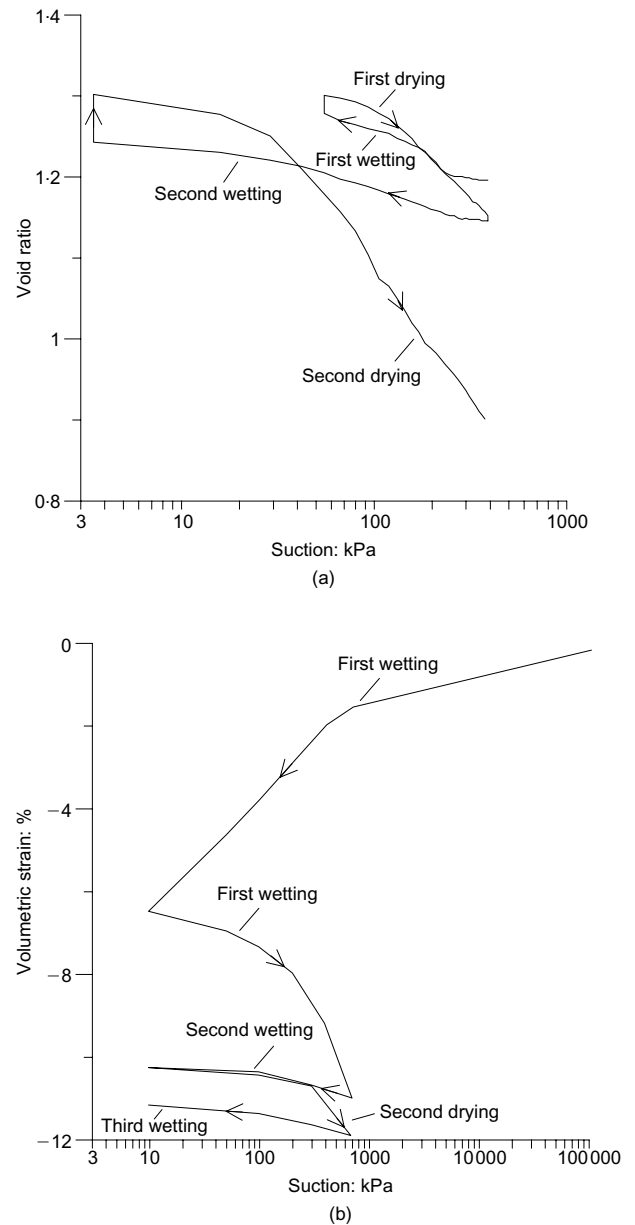 1·4
First drying
First wetting
1·2
Second wetting
Void ratio
1
Second drying
0·8
3 10 100 1000
Suction: kPa
(a)
0
First wetting
−4
First wetting
Volumetric strain: %
−8
Second wetting
Second drying
Third wetting
−12
3 10 100 1000 10000 100000
Suction: kPa
(b)